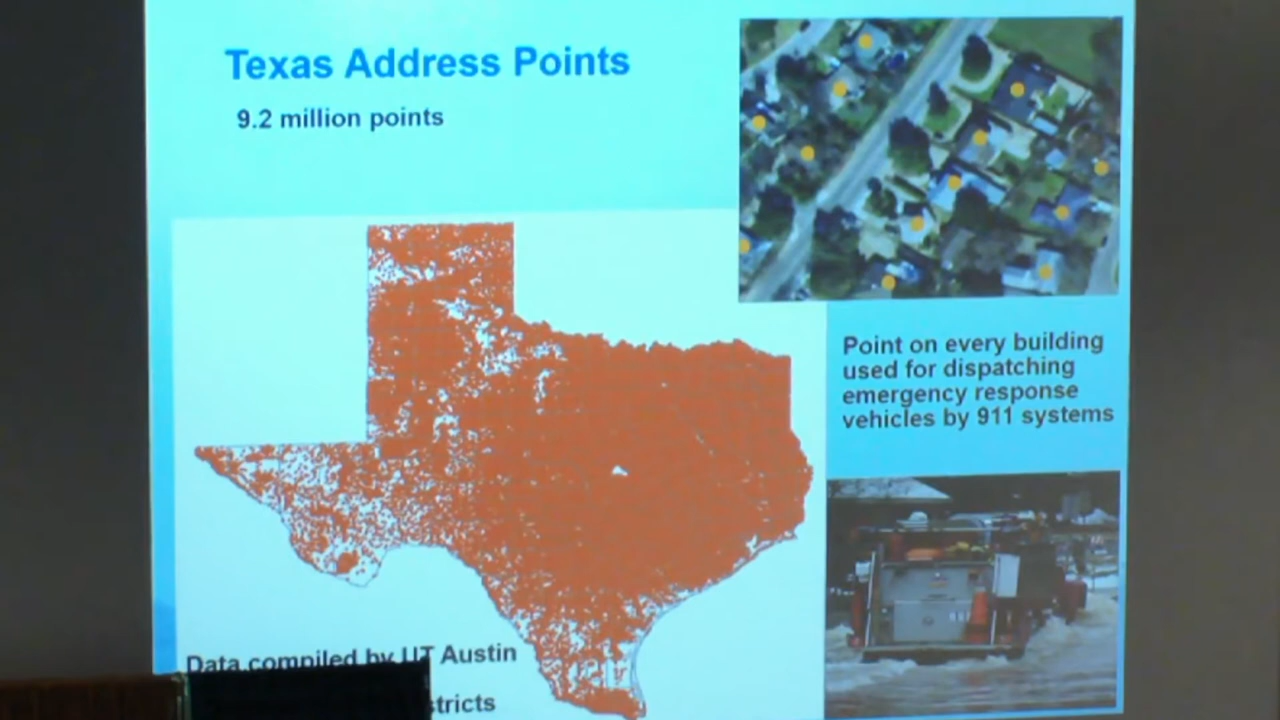 Texas Address Points
9.2 million points
Point on every building
used for dispatching
emergency response
vehicles by 911 systems
Data compiled by UT Austin
stricts